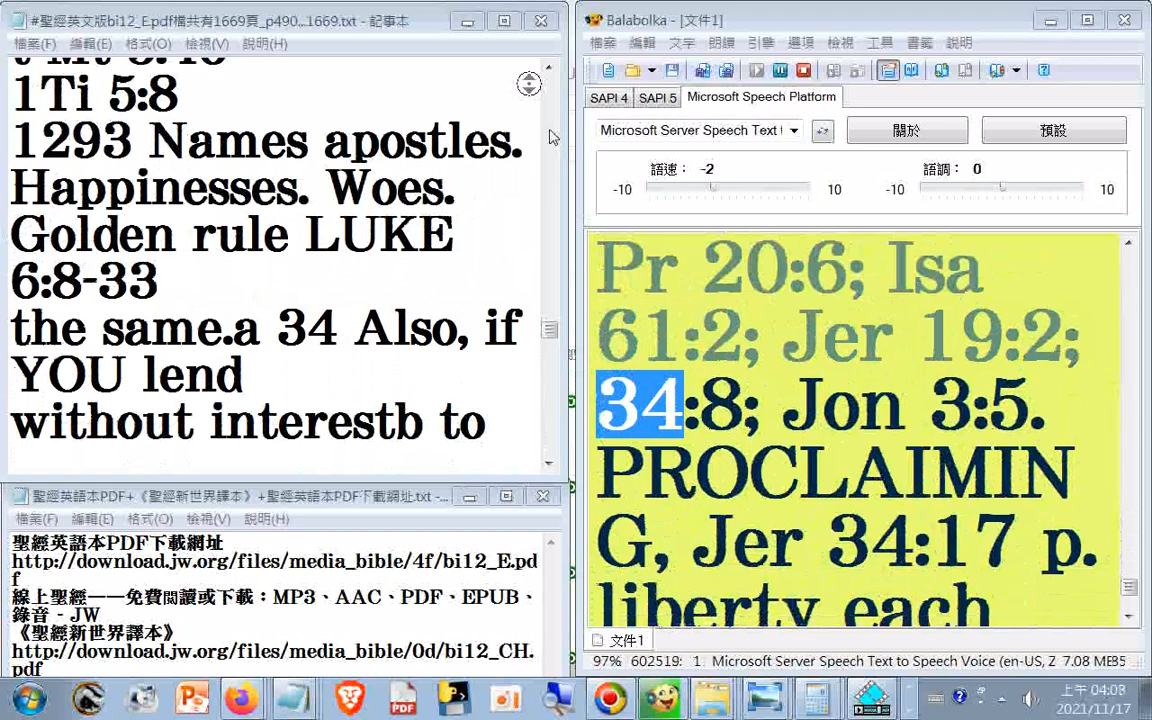 #聖經英文版bi12_E.pdf檔共有1669頁_p490...1669.txt - 記事本
檔案(F) 編輯(E) 格式(O) 檢視(V) 說明(H)
1Ti 5:8
1293 Names apostles.
Happinesses. Woes.
Golden rule LUKE
6:8-33
the same.a 34 Also, if
YOU lend
without interestb to
聖經英語本PDF+《聖經新世界譯本》+聖經英語本PDF下載網址.txt -...
檔案(F) 編輯(E) 格式(O) 檢視(V) 說明(H)
聖經英語本PDF下載網址
http://download.jw.org/files/media_bible/4f/bi12_E.pd
f
線上聖經──免費閱讀或下載：MP3、AAC、PDF、EPUB、
錄音 - JW
《聖經新世界譯本》
http://download.jw.org/files/media_bible/0d/bi12_CH.
pdf
Balabolka - [文件1]
檔案 編輯 文字 朗讀 引擎 選項 檢視 工具 書籤 說明
SAPI 4 SAPI 5 Microsoft Speech Platform
Microsoft Server Speech Text 關於 預設
語速： -2 語調： 0
-10 10 -10 10
Pr 20:6; Isa
61:2; Jer 19:2;
34:8; Jon 3:5.
PROCLAIMIN
G, Jer 34:17 p.
liberty each
文件1
97% 602519: 1 Microsoft Server Speech Text to Speech Voice (en-US, Z 7.08 MB
上午 04:08
2021/11/17